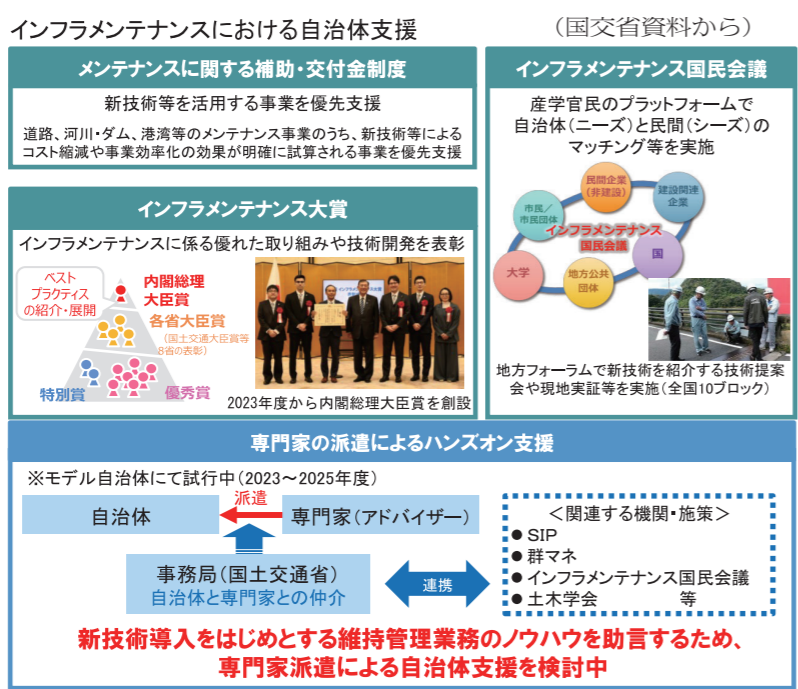 インフラメンテナンスにおける自治体支援
（国交省資料から）
メンテナンスに関する補助・交付金制度
新技術等を活用する事業を優先支援
道路、河川・ダム、港湾等のメンテナンス事業のうち、新技術等による
コスト縮減や事業効率化の効果が明確に試算される事業を優先支援
インフラメンテナンス大賞
インフラメンテナンスに係る優れた取り組みや技術開発を表彰
ベスト
プラクティス
の紹介・展開
内閣総理
大臣賞
各省大臣賞
（国土交通大臣賞等
8省の表彰）
特別賞
優秀賞
2023年度から内閣総理大臣賞を創設
インフラメンテナンス国民会議
産学官民のプラットフォームで
自治体（ニーズ）と民間（シーズ）の
マッチング等を実施
民間企業
（非建設）
建設関連
企業
市民／
市民団体
インフラメンテナンス
国民会議
国
大学
地方公共
団体
地方フォーラムで新技術を紹介する技術提案
会や現地実証等を実施（全国10ブロック）
専門家の派遣によるハンズオン支援
※モデル自治体にて試行中（2023～2025年度）
自治体
派遣
専門家（アドバイザー）
事務局（国土交通省）
自治体と専門家との仲介
連携
＜関連する機関・施策＞
●SIP
●群マネ
●インフラメンテナンス国民会議
●土木学会 等
新技術導入をはじめとする維持管理業務のノウハウを助言するため、
専門家派遣による自治体支援を検討中